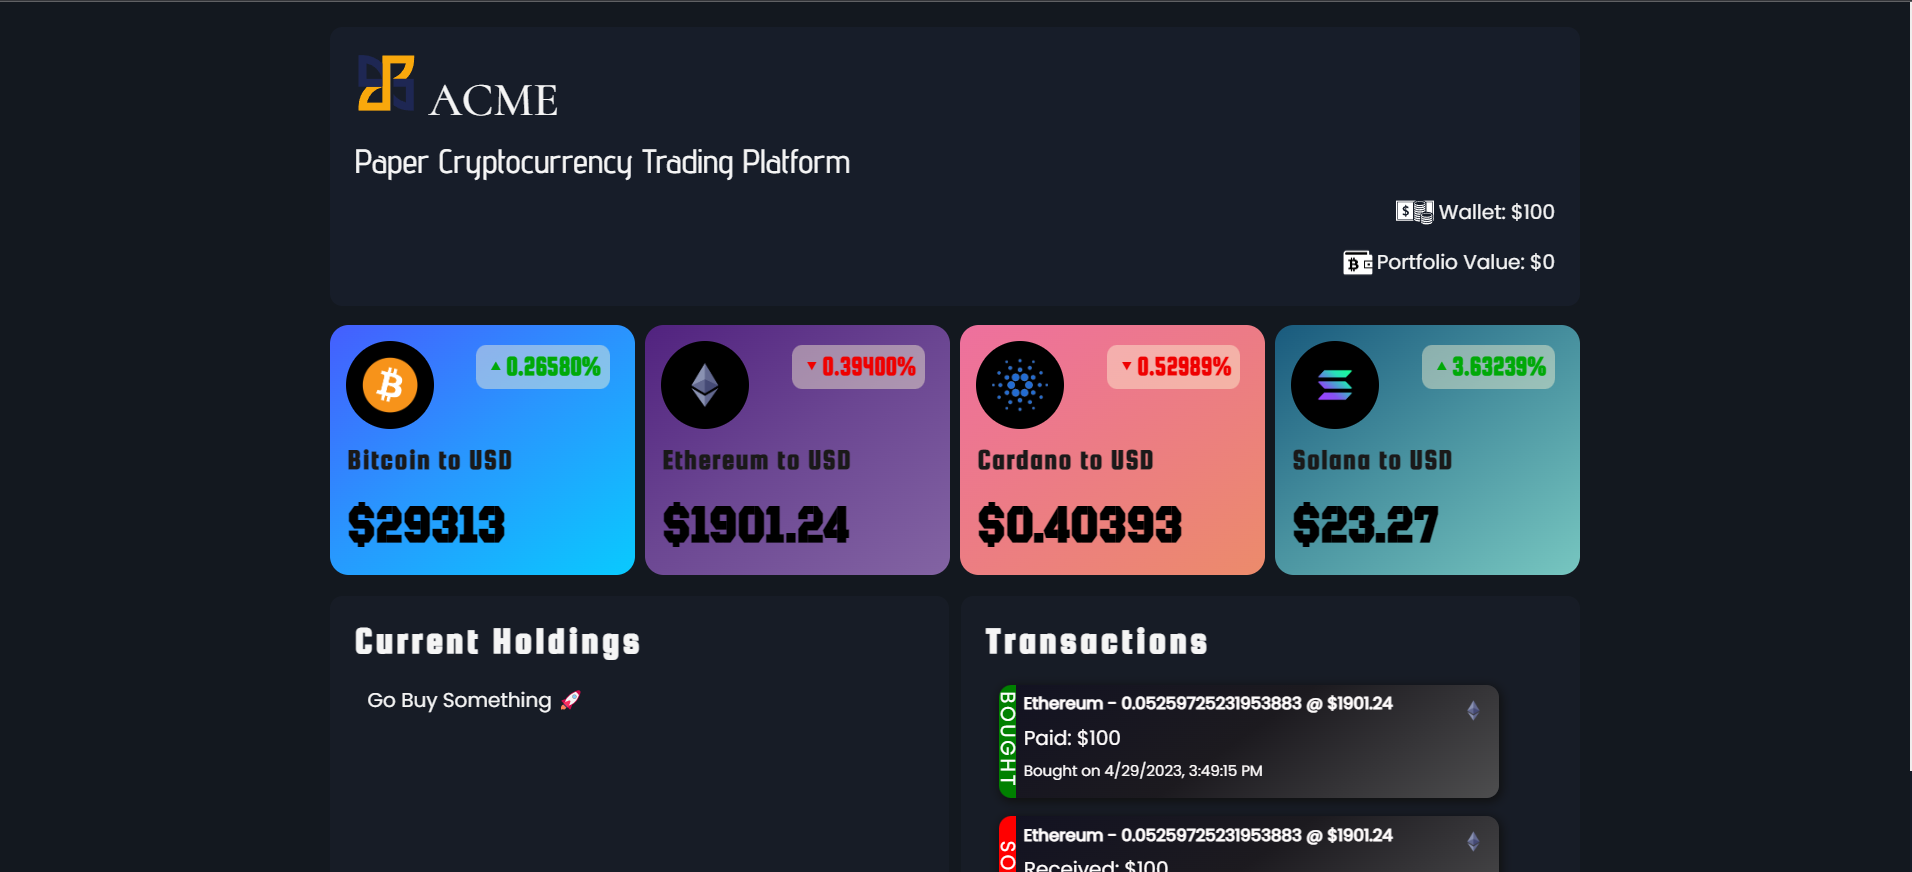 ACME
Paper Cryptocurrency Trading Platform
Wallet: $100
Portfolio Value: $0
▲ 0.26580%
Bitcoin to USD
$29313
▼ 0.39400%
Ethereum to USD
$1901.24
▼ 0.52989%
Cardano to USD
$0.40393
▲ 3.63239%
Solana to USD
$23.27
Current Holdings
Go Buy Something 🚀
Transactions
BOUGHT
Ethereum - 0.05259725231953883 @ $1901.24
Paid: $100
Bought on 4/29/2023, 3:49:15 PM
SO
Ethereum - 0.05259725231953883 @ $1901.24
Received: $100